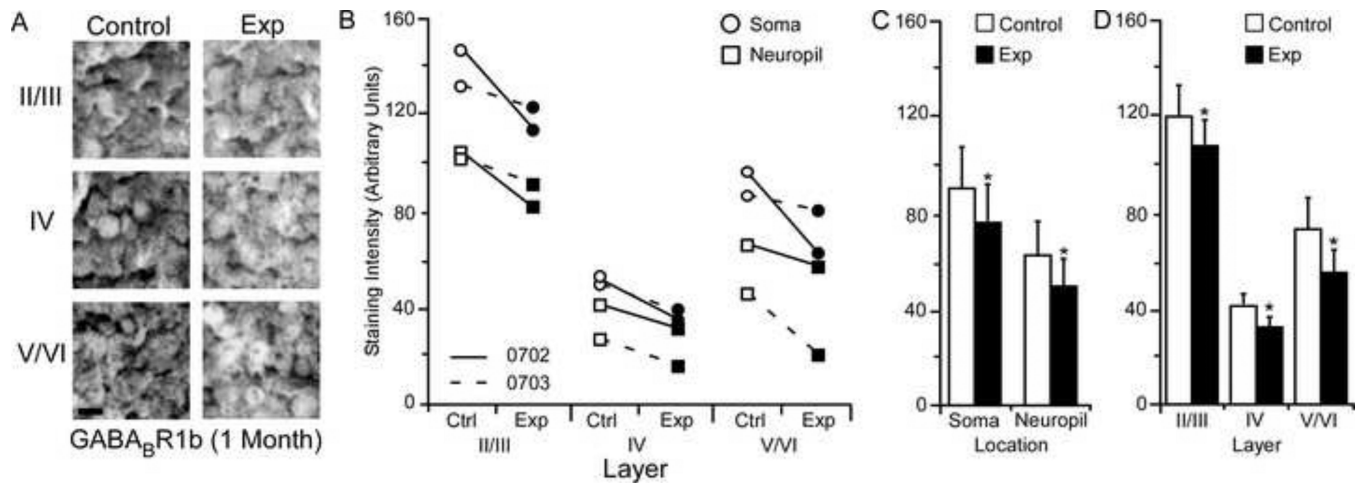 A
Control Exp
II/III
IV
V/VI
GABABR1b (1 Month)
B
Soma
Neuropil
Staining Intensity (Arbitrary Units)
160
120
80
40
0
0702
0703
Ctrl Exp Ctrl Exp Ctrl Exp
II/III IV V/VI
Layer
C
Control
Exp
160
120
80
40
0
* *
Soma Neuropil
Location
D
Control
Exp
160
120
80
40
0
* * *
II/III IV V/VI
Layer